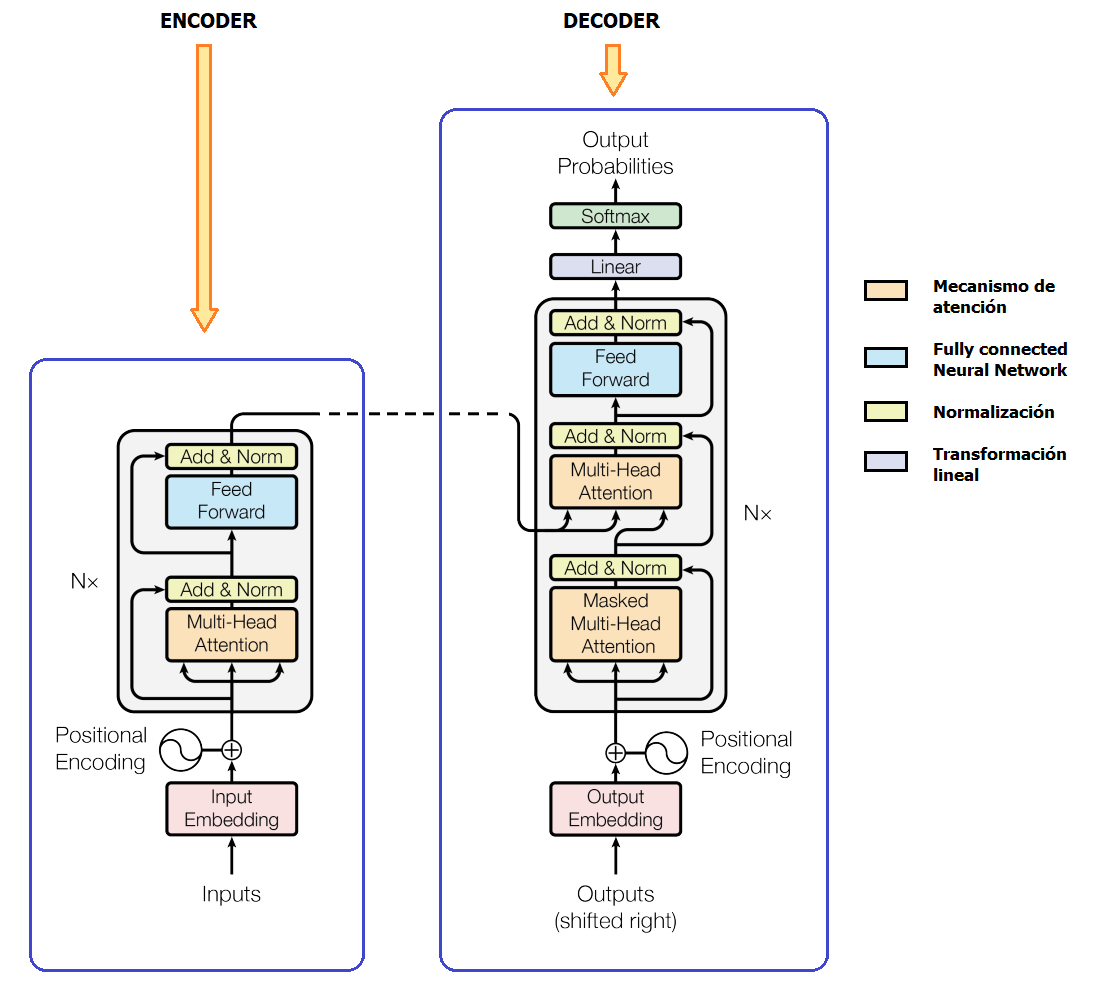 ENCODER
DECODER
Output
Probabilities
Softmax
Linear
Add & Norm
Feed
Forward
Add & Norm
Multi-Head
Attention
Nx
Add & Norm
Masked
Multi-Head
Attention
Positional
Encoding
Output
Embedding
Outputs
(shifted right)
Add & Norm
Feed
Forward
Nx
Add & Norm
Multi-Head
Attention
Positional
Encoding
Input
Embedding
Inputs
Mecanismo de
atención
Fully connected
Neural Network
Normalización
Transformación
lineal